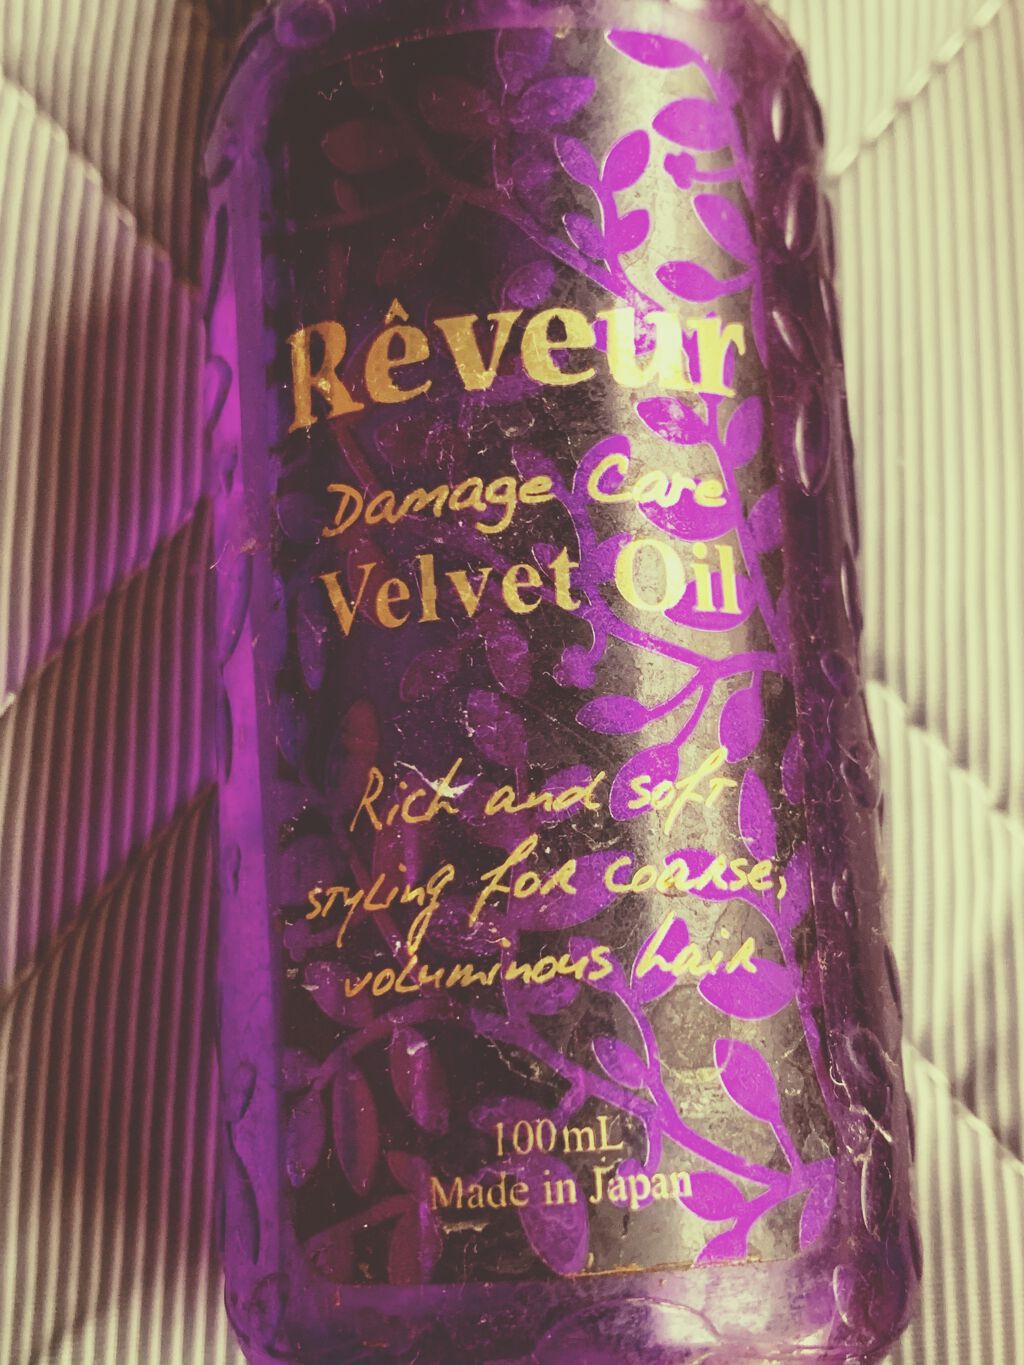 Rêveur
Damage Care
Velvet Oil
Rich and soft
styling for coarse,
voluminous hair
100mL
Made in Japan